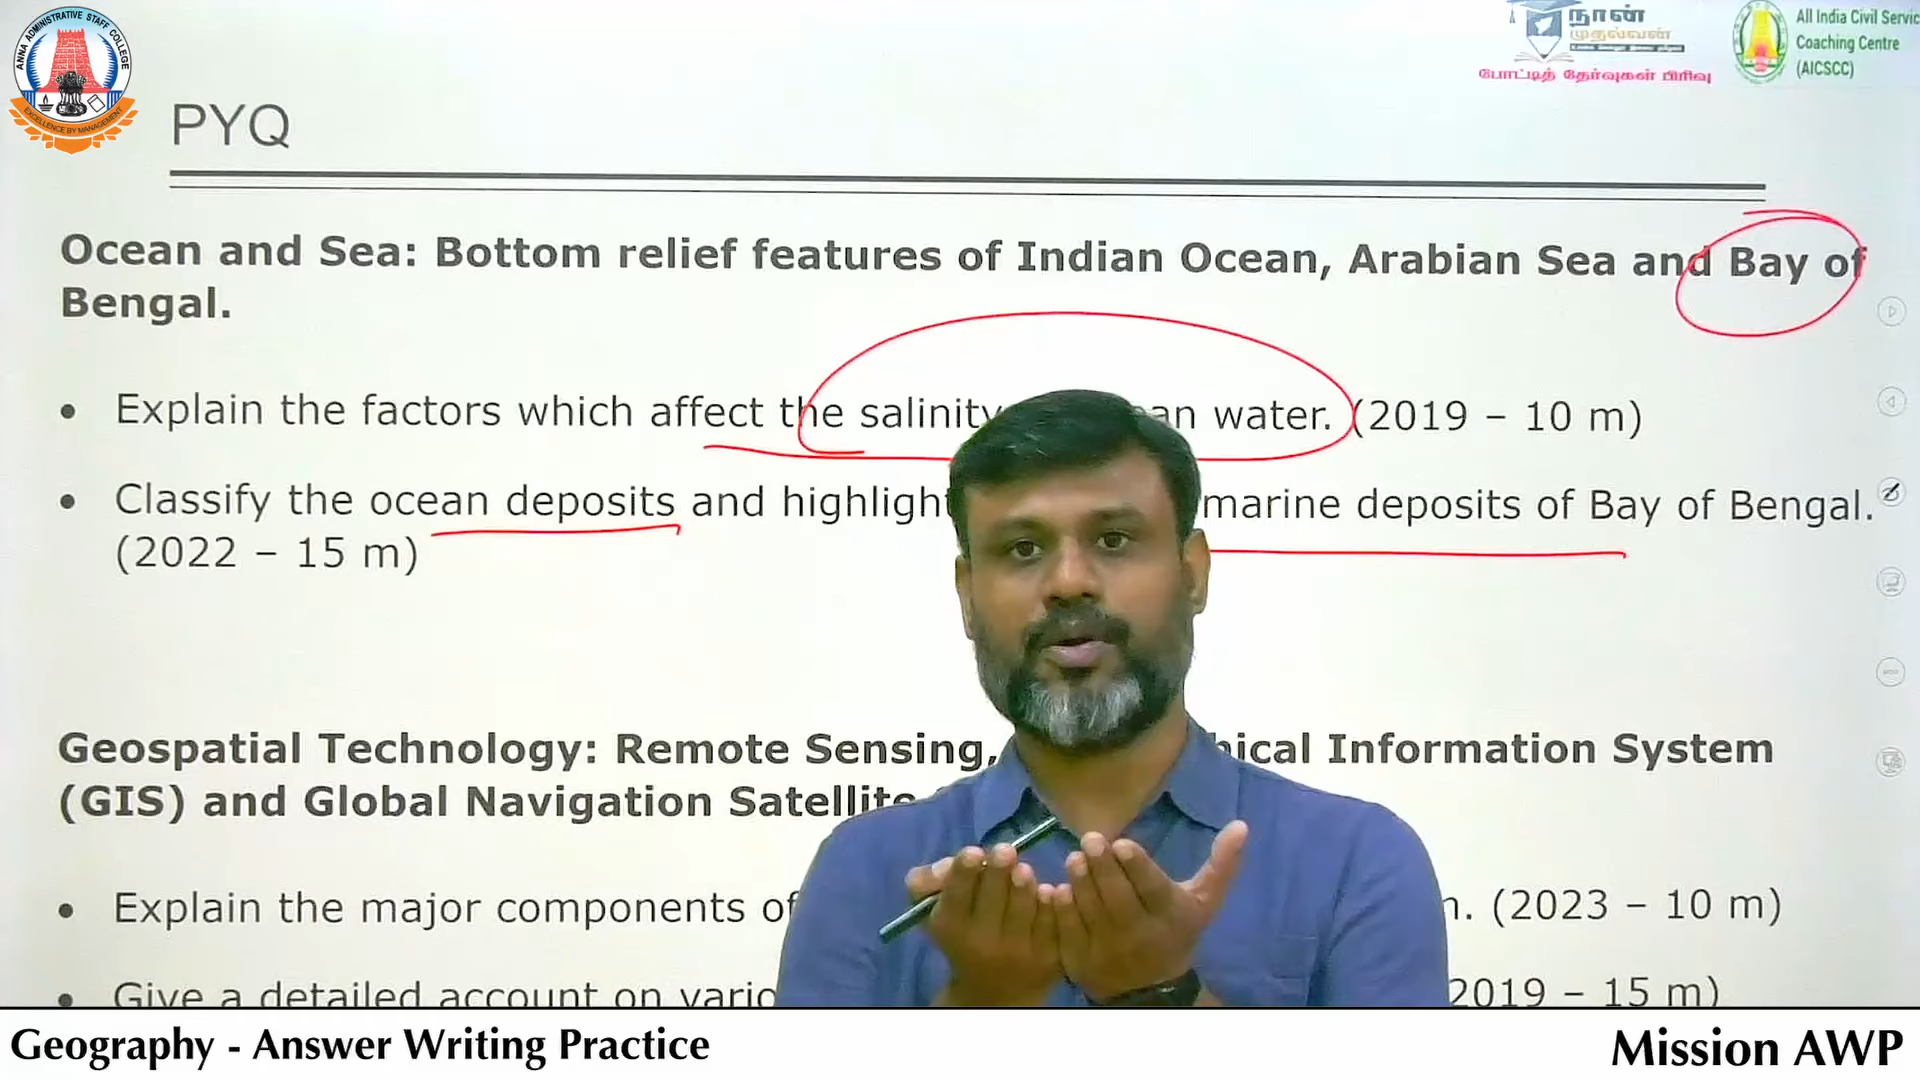 ANNA ADMINISTRATIVE STAFF COLLEGE
EXCELLENCE BY MANAGEMENT
நான்
முதல்வன்
போட்டித் தேர்வுகள் பிரிவு
All India Civil Servic
Coaching Centre
(AICSCC)
PYQ
Ocean and Sea: Bottom relief features of Indian Ocean, Arabian Sea and Bay of
Bengal.
• Explain the factors which affect the salinity an water. (2019 – 10 m)
• Classify the ocean deposits and highlight marine deposits of Bay of Bengal.
(2022 – 15 m)
Geospatial Technology: Remote Sensing, hical Information System
(GIS) and Global Navigation Satellite
• Explain the major components of n. (2023 – 10 m)
• Give a detailed account on vario 2019 – 15 m)
Geography - Answer Writing Practice
Mission AWP